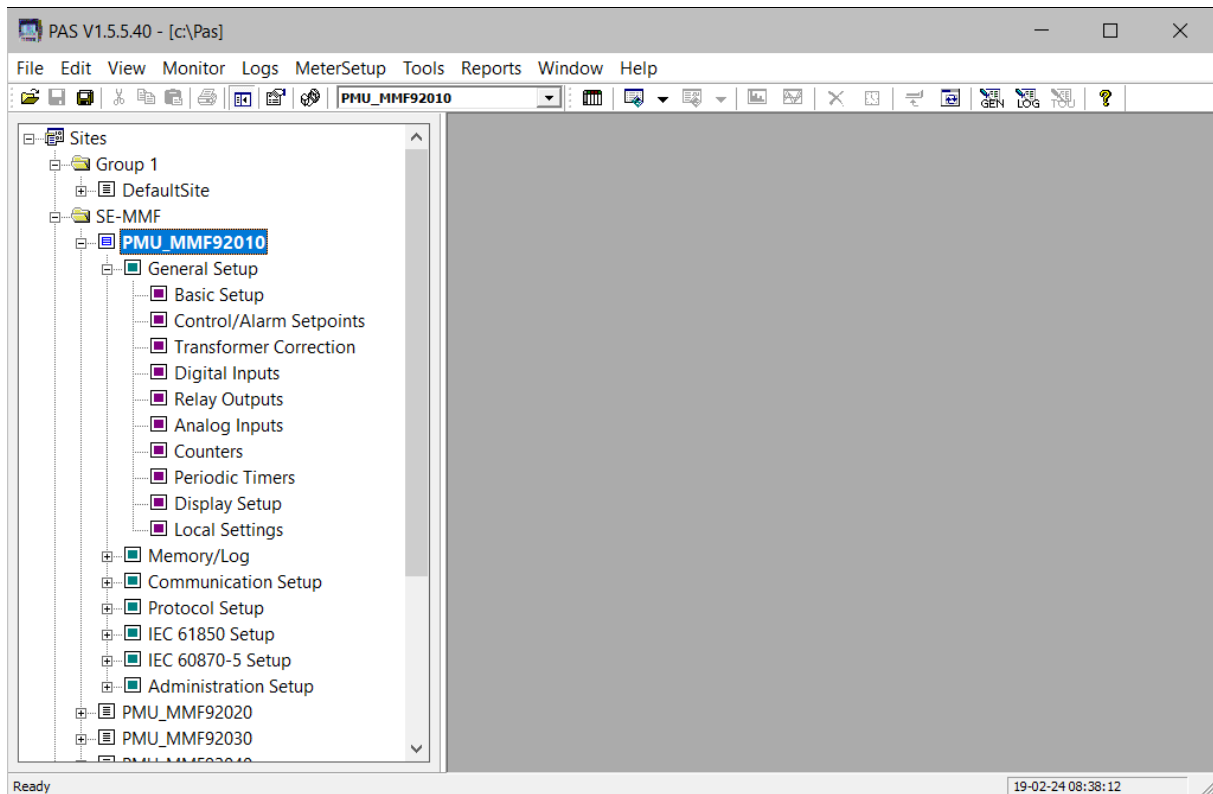 PAS V1.5.5.40 - [c:\Pas]
File Edit View Monitor Logs MeterSetup Tools Reports Window Help
PMU_MMF92010
GEN LOG TOU
Sites
Group 1
DefaultSite
SE-MMF
PMU_MMF92010
General Setup
Basic Setup
Control/Alarm Setpoints
Transformer Correction
Digital Inputs
Relay Outputs
Analog Inputs
Counters
Periodic Timers
Display Setup
Local Settings
Memory/Log
Communication Setup
Protocol Setup
IEC 61850 Setup
IEC 60870-5 Setup
Administration Setup
PMU_MMF92020
PMU_MMF92030
PMU_MMF92040
Ready
19-02-24 08:38:12